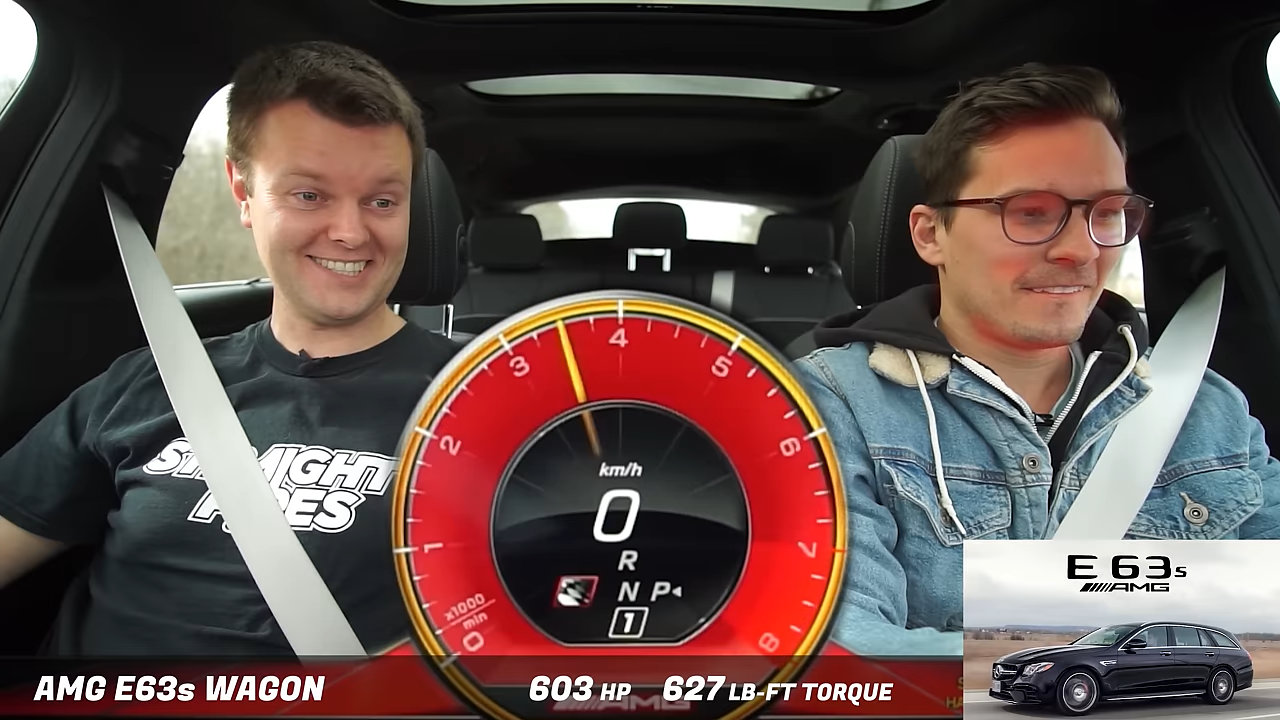 STRAIGHT
PIPES
3
4
5
2
6
1
7
0
8
x1000
min
km/h
0
R
N P
1
E 63s
AMG
AMG E63s WAGON
603 HP 627 LB-FT TORQUE
AMG